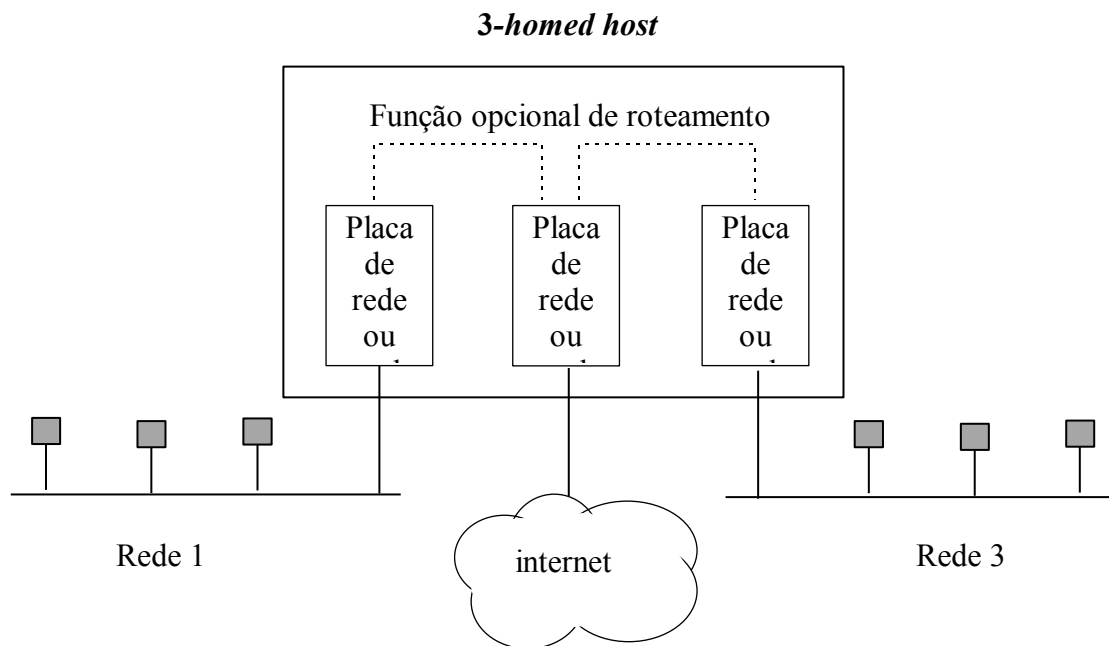 3-homed host
Função opcional de roteamento
Placa
de
rede
ou
Placa
de
rede
ou
Placa
de
rede
ou
Rede 1
internet
Rede 3